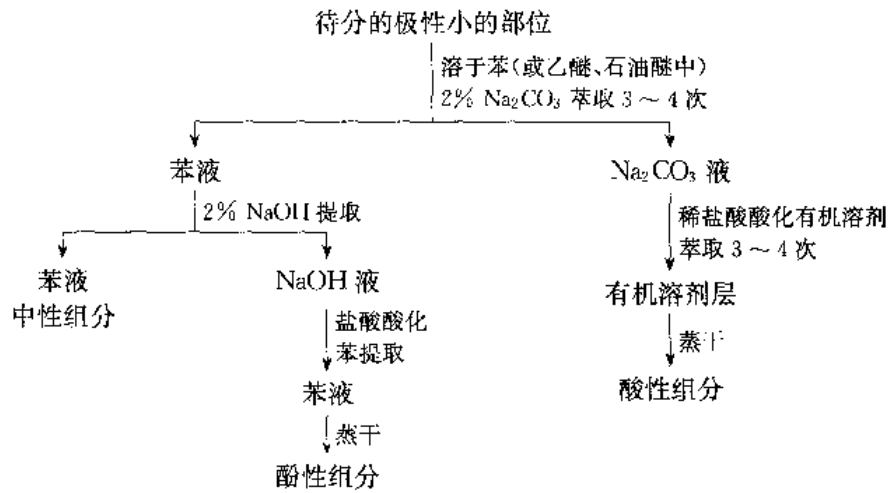 待分的极性小的部位
溶于苯(或乙醚、石油醚中)
2% Na₂CO₃ 萃取 3～4 次
苯液
Na₂CO₃ 液
2% NaOH 提取
稀盐酸酸化有机溶剂
萃取 3～4 次
苯液
中性组分
NaOH 液
有机溶剂层
盐酸酸化
苯提取
蒸干
苯液
酸性组分
蒸干
酚性组分